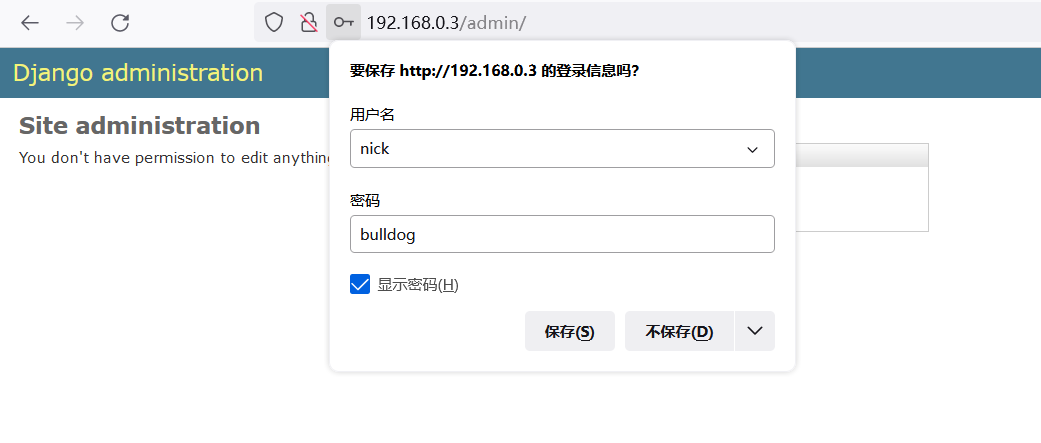 192.168.0.3/admin/
Django administration
要保存 http://192.168.0.3 的登录信息吗?
Site administration
用户名
You don't have permission to edit
nick
密码
bulldog
显示密码(H)
保存(S)
不保存(D)